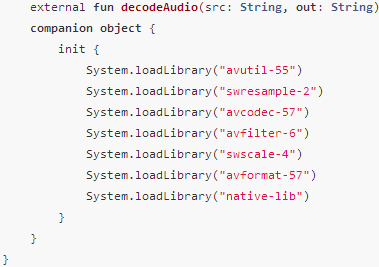 external fun decodeAudio(src: String, out: String)
companion object {
init {
System.loadLibrary("avutil-55")
System.loadLibrary("swresample-2")
System.loadLibrary("avcodec-57")
System.loadLibrary("avfilter-6")
System.loadLibrary("swscale-4")
System.loadLibrary("avformat-57")
System.loadLibrary("native-lib")
}
}
}